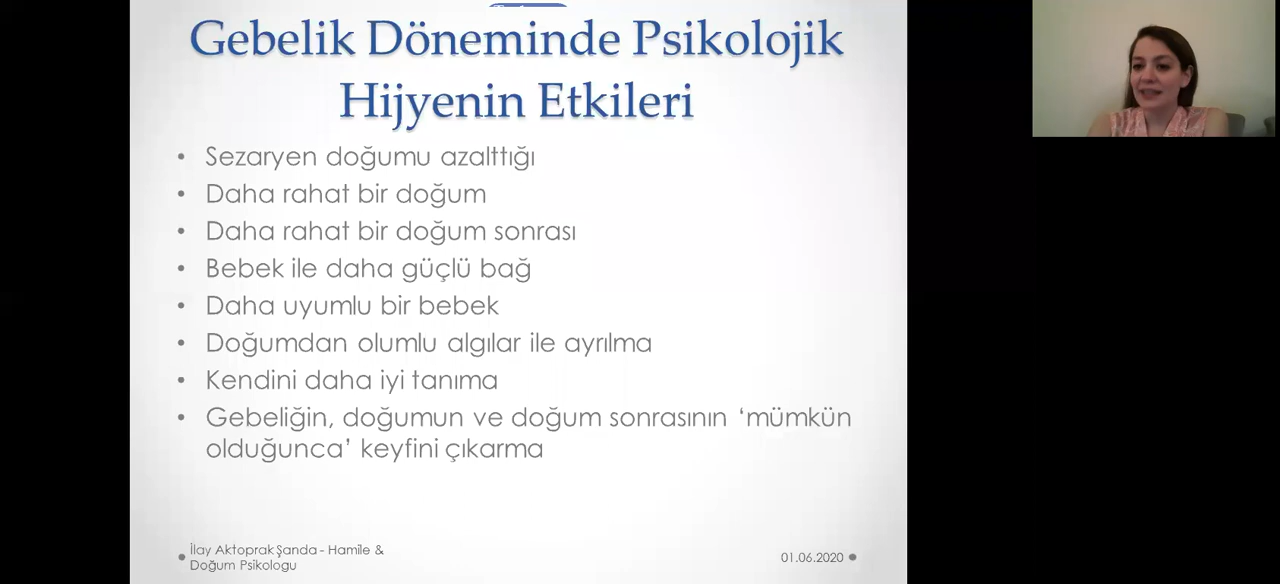 Gebelik Döneminde Psikolojik
Hijyenin Etkileri
• Sezaryen doğumu azalttığı
• Daha rahat bir doğum
• Daha rahat bir doğum sonrası
• Bebek ile daha güçlü bağ
• Daha uyumlu bir bebek
• Doğumdan olumlu algılar ile ayrılma
• Kendini daha iyi tanıma
• Gebeliğin, doğumun ve doğum sonrasının ‘mümkün
olduğunca’ keyfini çıkarma
İlay Aktoprak Şanda - Hamile &
Doğum Psikologu
01.06.2020